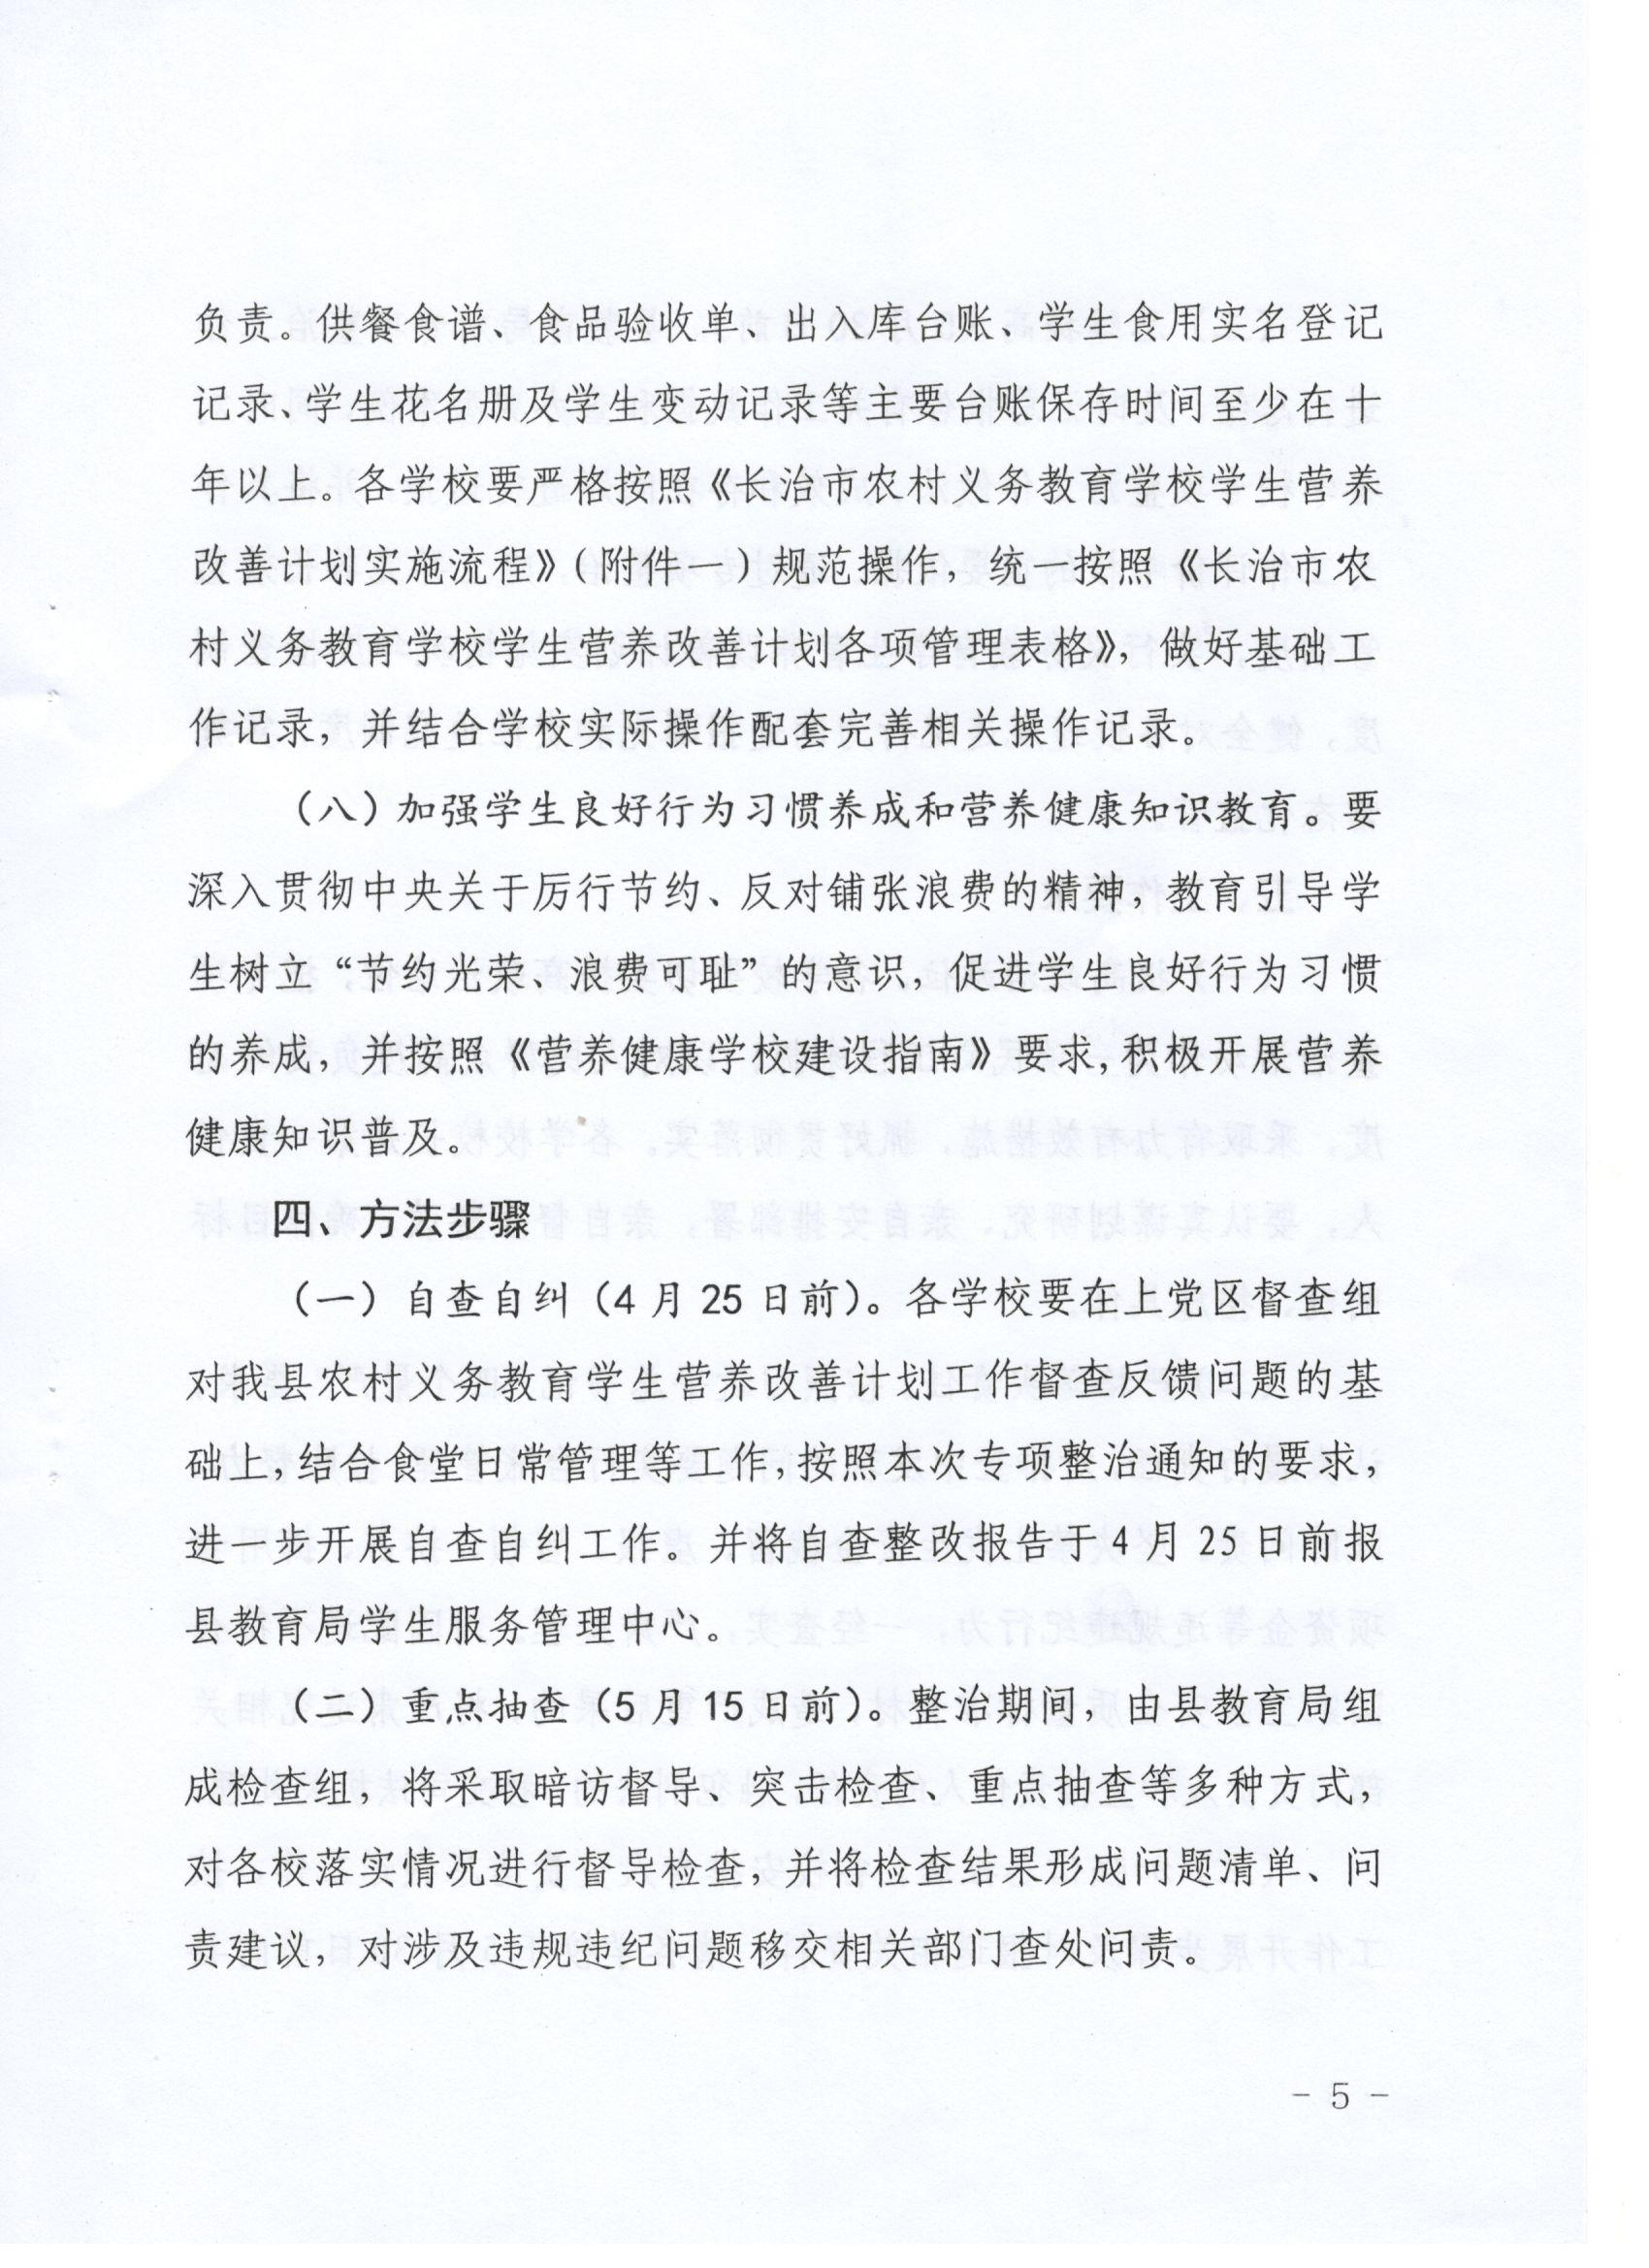 负责。供餐食谱、食品验收单、出入库台账、学生食用实名登记
记录、学生花名册及学生变动记录等主要台账保存时间至少在十
年以上。各学校要严格按照《长治市农村义务教育学校学生营养
改善计划实施流程》（附件一）规范操作，统一按照《长治市农
村义务教育学校学生营养改善计划各项管理表格》，做好基础工
作记录，并结合学校实际操作配套完善相关操作记录。
（八）加强学生良好行为习惯养成和营养健康知识教育。要
深入贯彻中央关于厉行节约、反对铺张浪费的精神，教育引导学
生树立“节约光荣、浪费可耻”的意识，促进学生良好行为习惯
的养成，并按照《营养健康学校建设指南》要求，积极开展营养
健康知识普及。
四、方法步骤
（一）自查自纠（4月25日前）。各学校要在上党区督查组
对我县农村义务教育学生营养改善计划工作督查反馈问题的基
础上，结合食堂日常管理等工作，按照本次专项整治通知的要求，
进一步开展自查自纠工作。并将自查整改报告于4月25日前报
县教育局学生服务管理中心。
（二）重点抽查（5月15日前）。整治期间，由县教育局组
成检查组，将采取暗访督导、突击检查、重点抽查等多种方式，
对各校落实情况进行督导检查，并将检查结果形成问题清单、问
责建议，对涉及违规违纪问题移交相关部门查处问责。
- 5 -